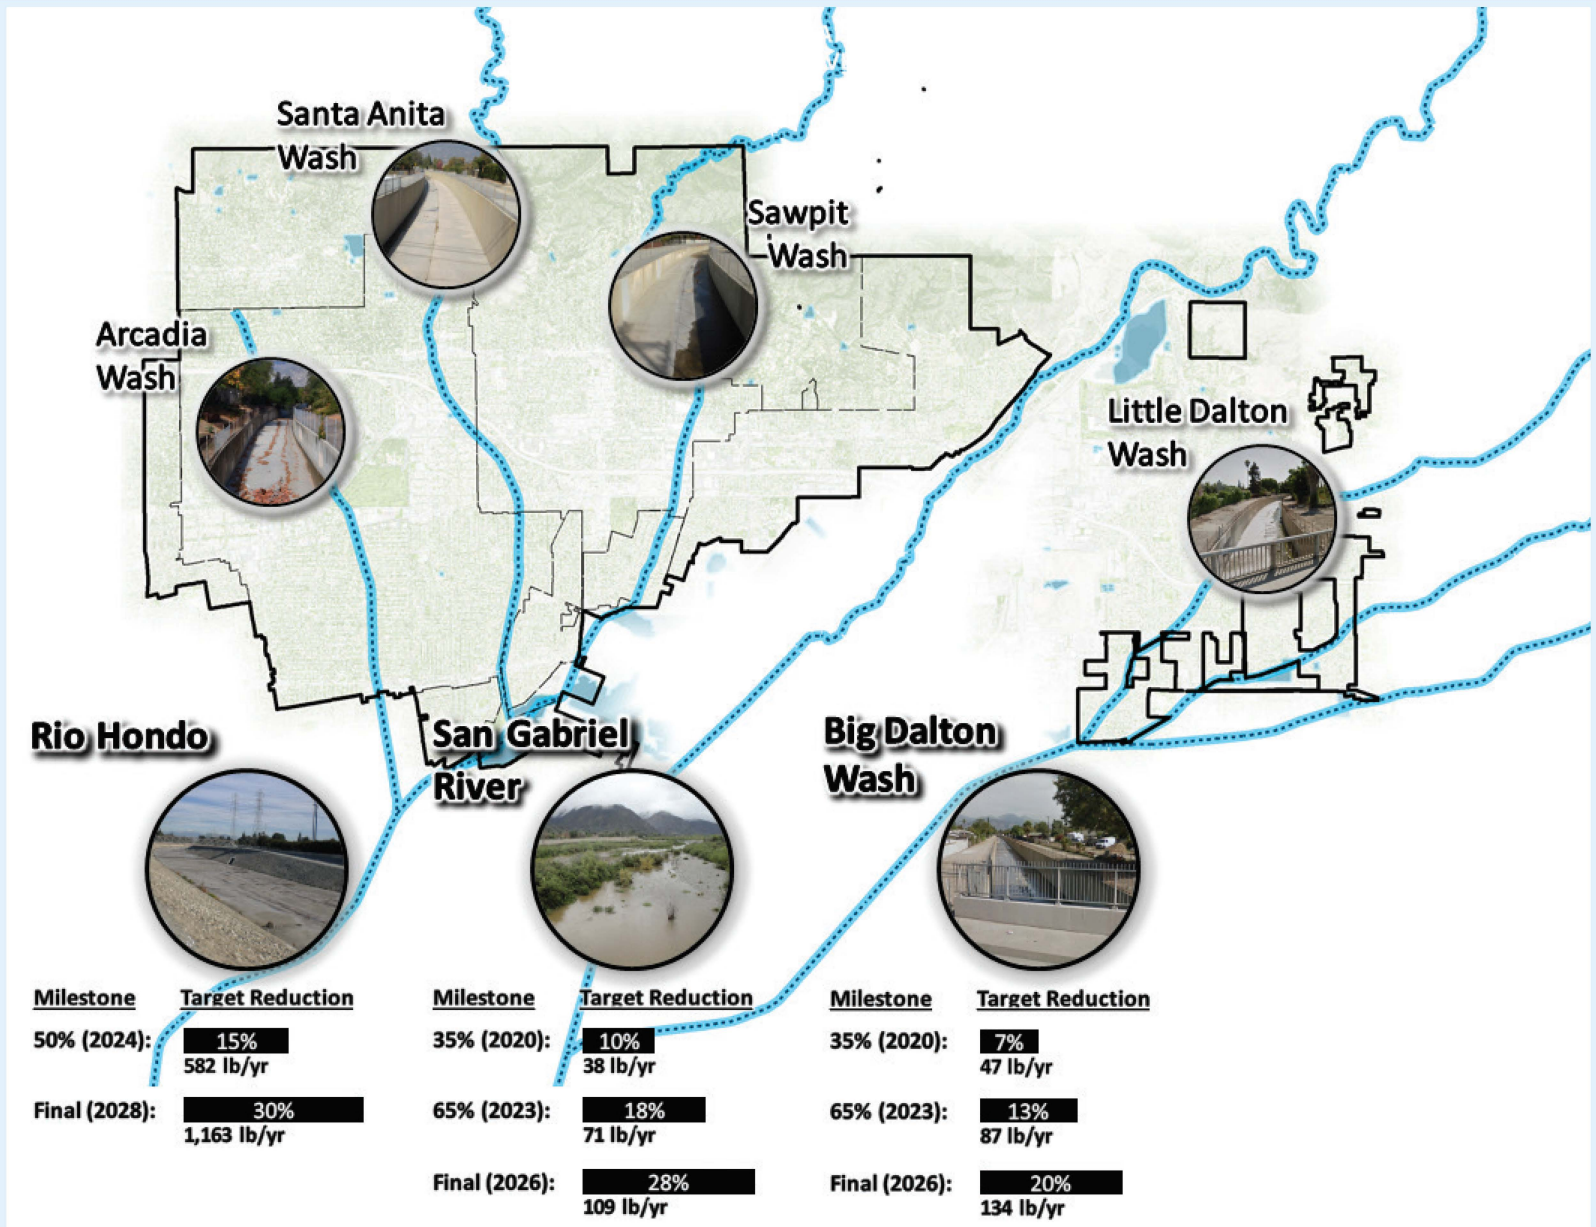 Santa Anita
Wash
Sawpit
Wash
Arcadia
Wash
Little Dalton
Wash
Rio Hondo
San Gabriel
River
Big Dalton
Wash
Milestone Target Reduction
50% (2024): 15%
582 lb/yr
Final (2028): 30%
1,163 lb/yr
Milestone Target Reduction
35% (2020): 10%
38 lb/yr
65% (2023): 18%
71 lb/yr
Final (2026): 28%
109 lb/yr
Milestone Target Reduction
35% (2020): 7%
47 lb/yr
65% (2023): 13%
87 lb/yr
Final (2026): 20%
134 lb/yr